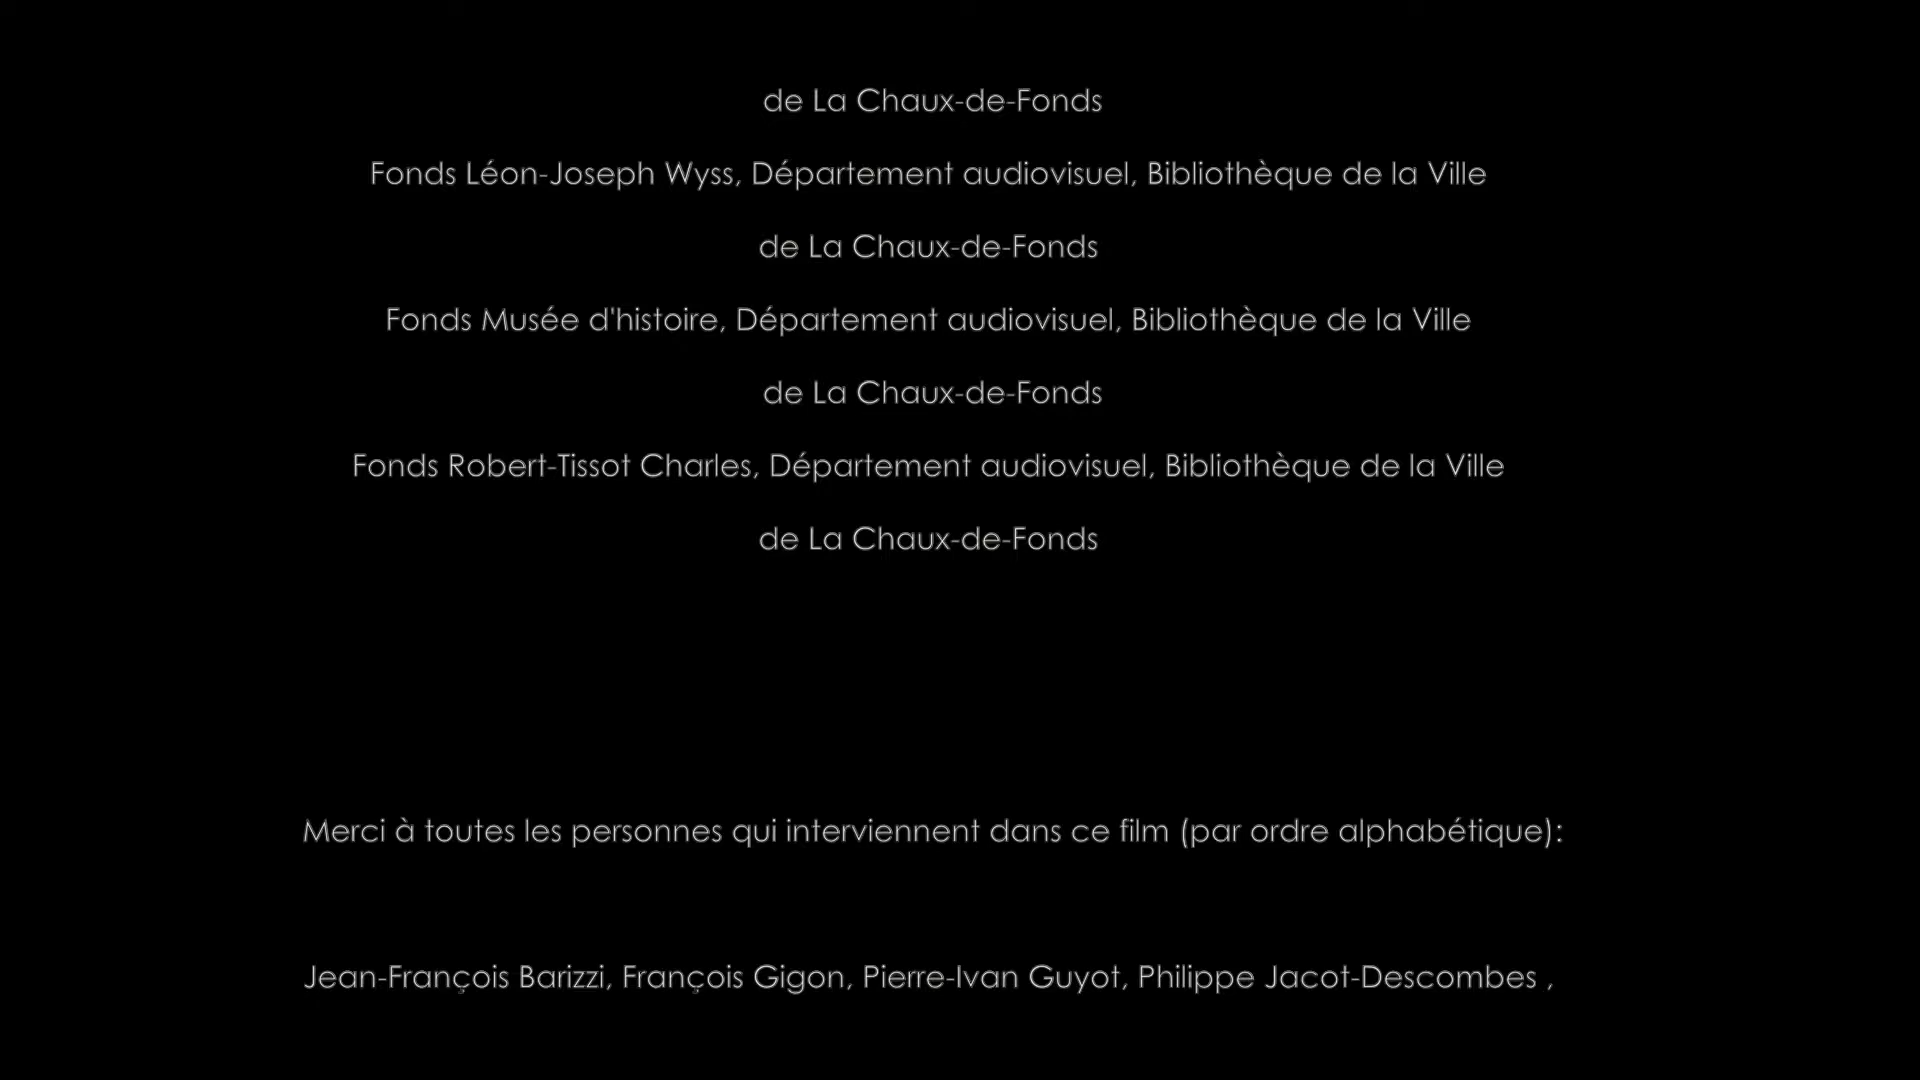 de La Chaux-de-Fonds
Fonds Léon-Joseph Wyss, Département audiovisuel, Bibliothèque de la Ville
de La Chaux-de-Fonds
Fonds Musée d'histoire, Département audiovisuel, Bibliothèque de la Ville
de La Chaux-de-Fonds
Fonds Robert-Tissot Charles, Département audiovisuel, Bibliothèque de la Ville
de La Chaux-de-Fonds
Merci à toutes les personnes qui interviennent dans ce film (par ordre alphabétique):
Jean-François Barizzi, François Gigon, Pierre-Ivan Guyot, Philippe Jacot-Descombes ,